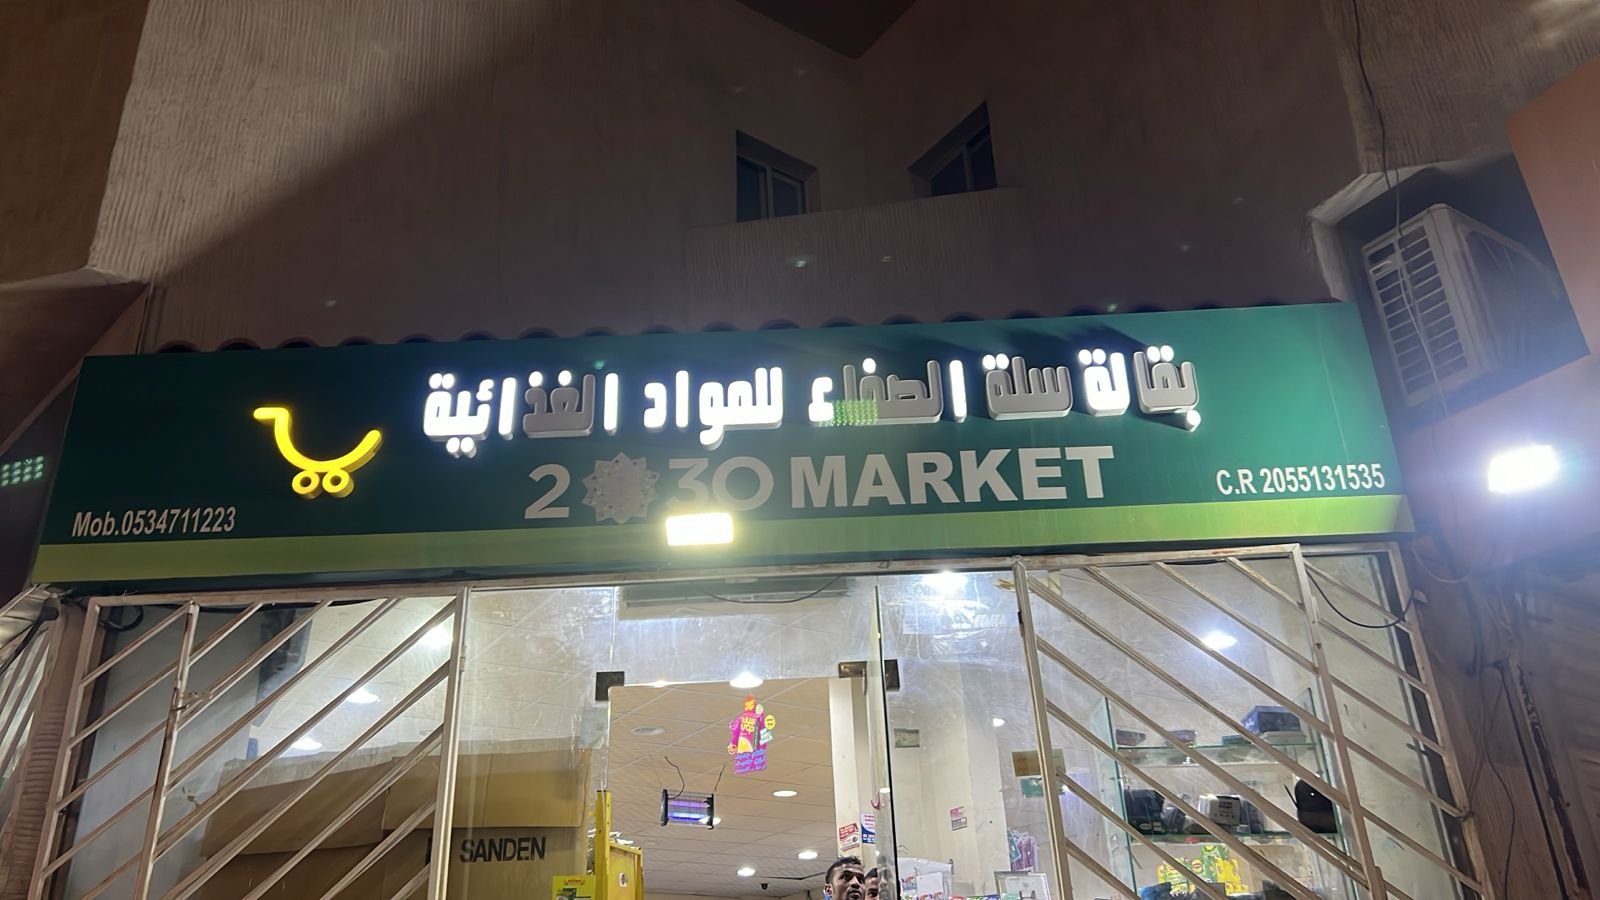 بقالة سلة الصفاء للمواد الغذائية
2030 MARKET
Mob.0534711223
C.R 2055131535
SANDEN